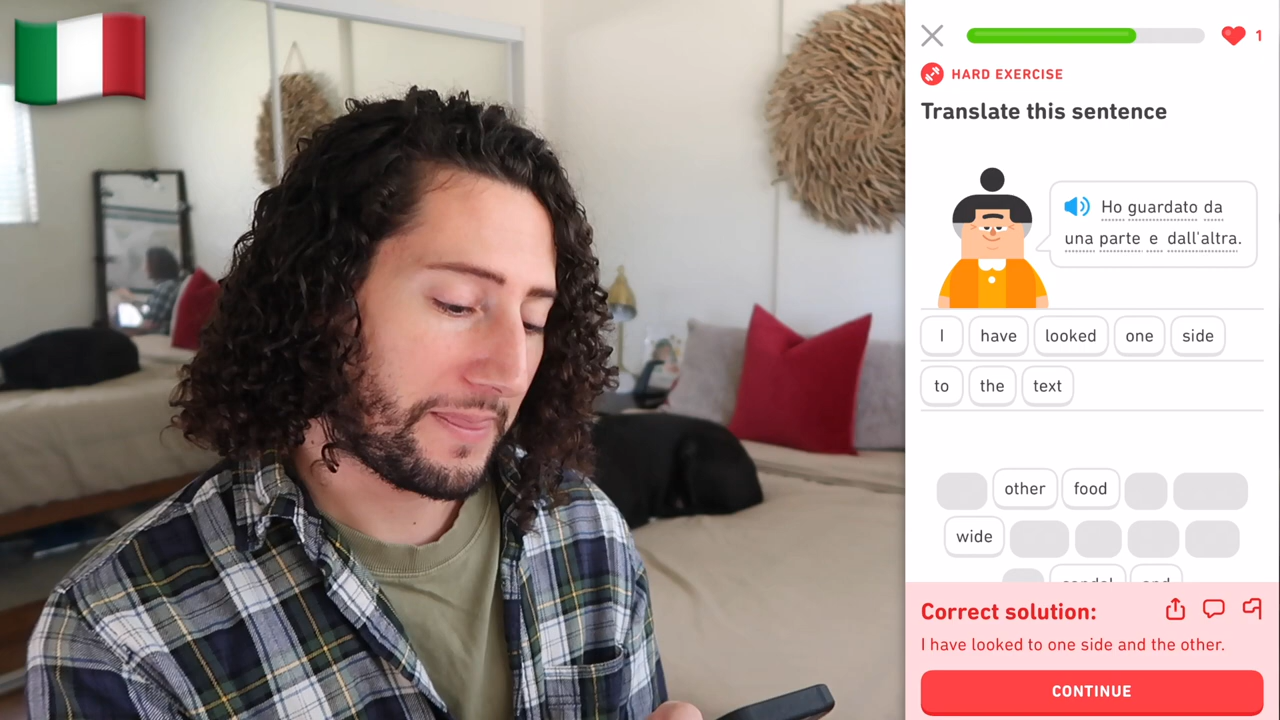 1
HARD EXERCISE
Translate this sentence
Ho guardato da
una parte e dall'altra.
I have looked one side
to the text
other food
wide
Correct solution:
I have looked to one side and the other.
CONTINUE